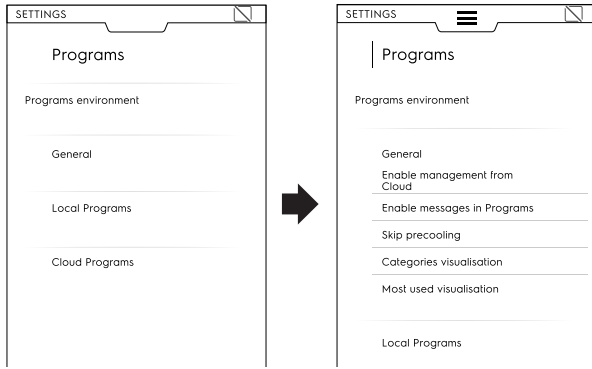 SETTINGS
Programs
Programs environment
General
Local Programs
Cloud Programs
SETTINGS
Programs
Programs environment
General
Enable management from
Cloud
Enable messages in Programs
Skip precooling
Categories visualisation
Most used visualisation
Local Programs